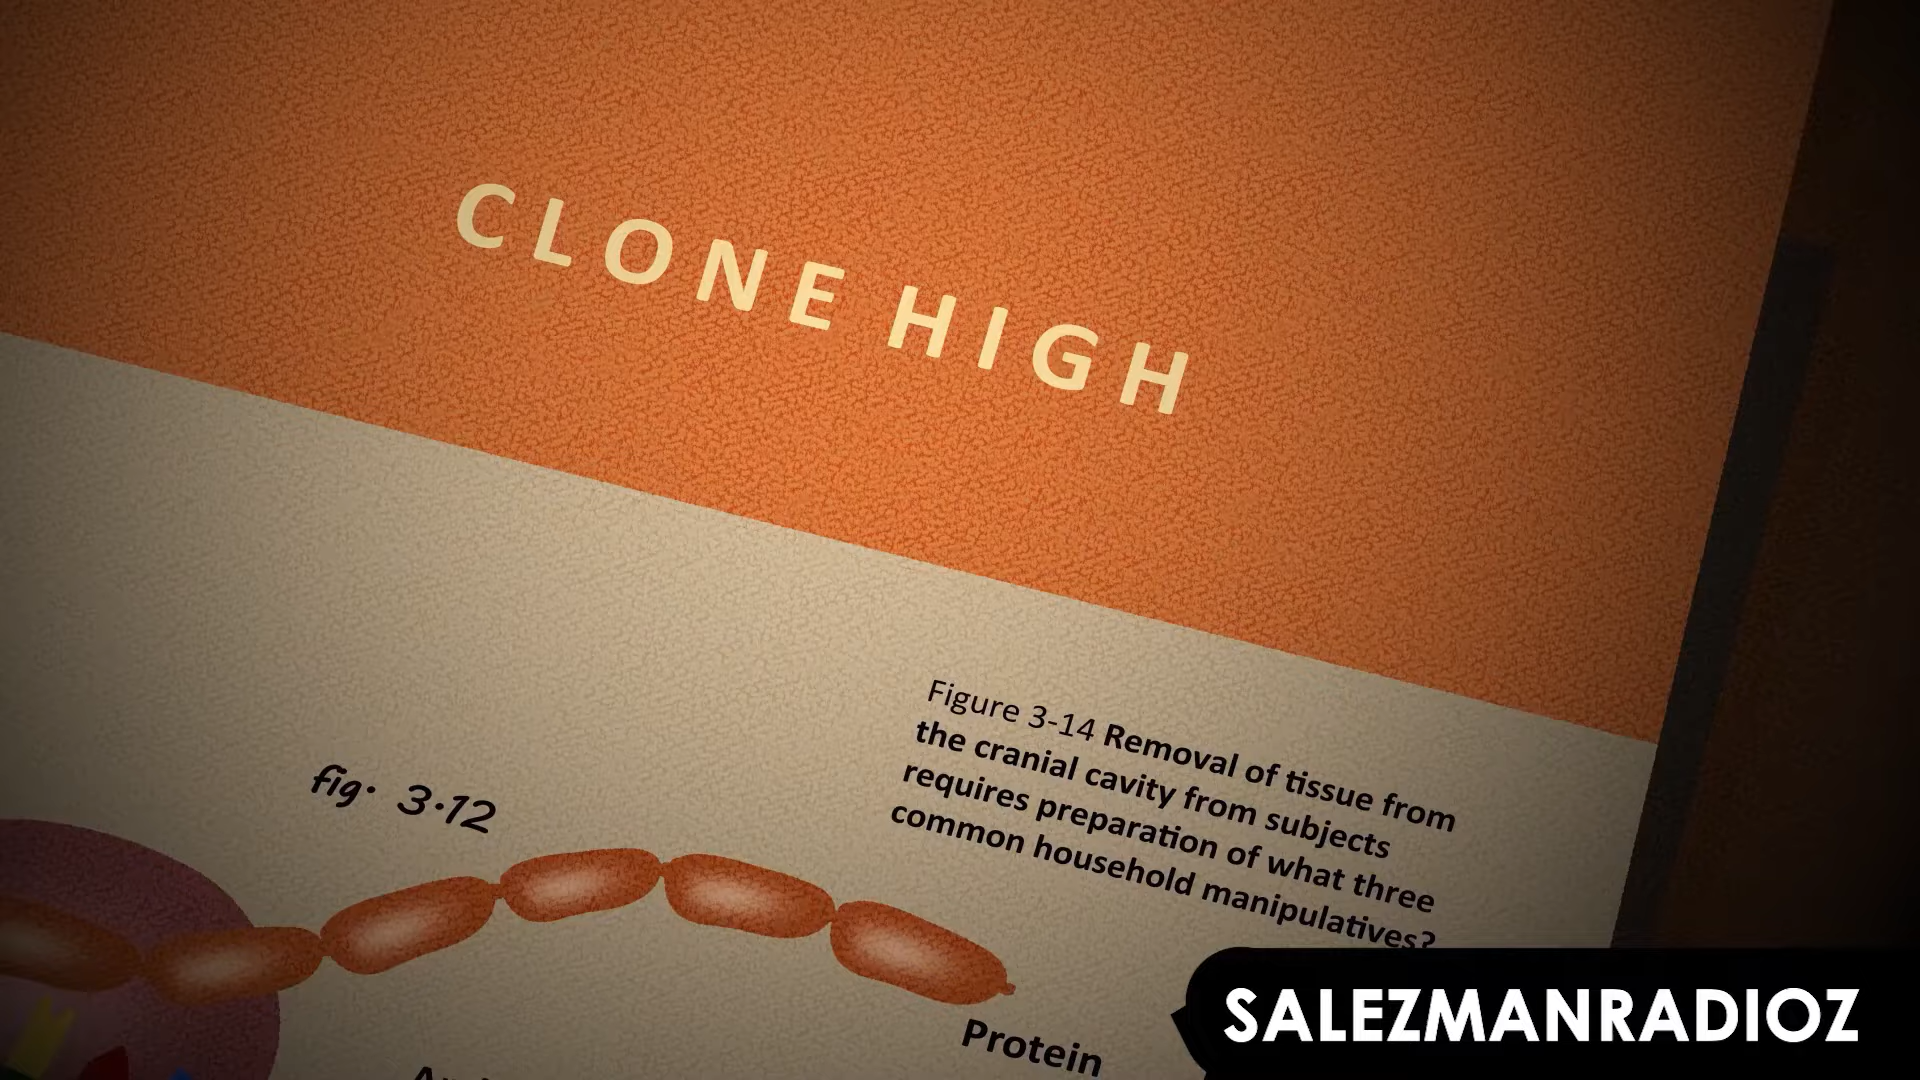 CLONE HIGH
Figure 3-14 Removal of tissue from
the cranial cavity from subjects
requires preparation of what three
common household manipulatives?
fig. 3.12
Protein
SALEZMANRADIOZ